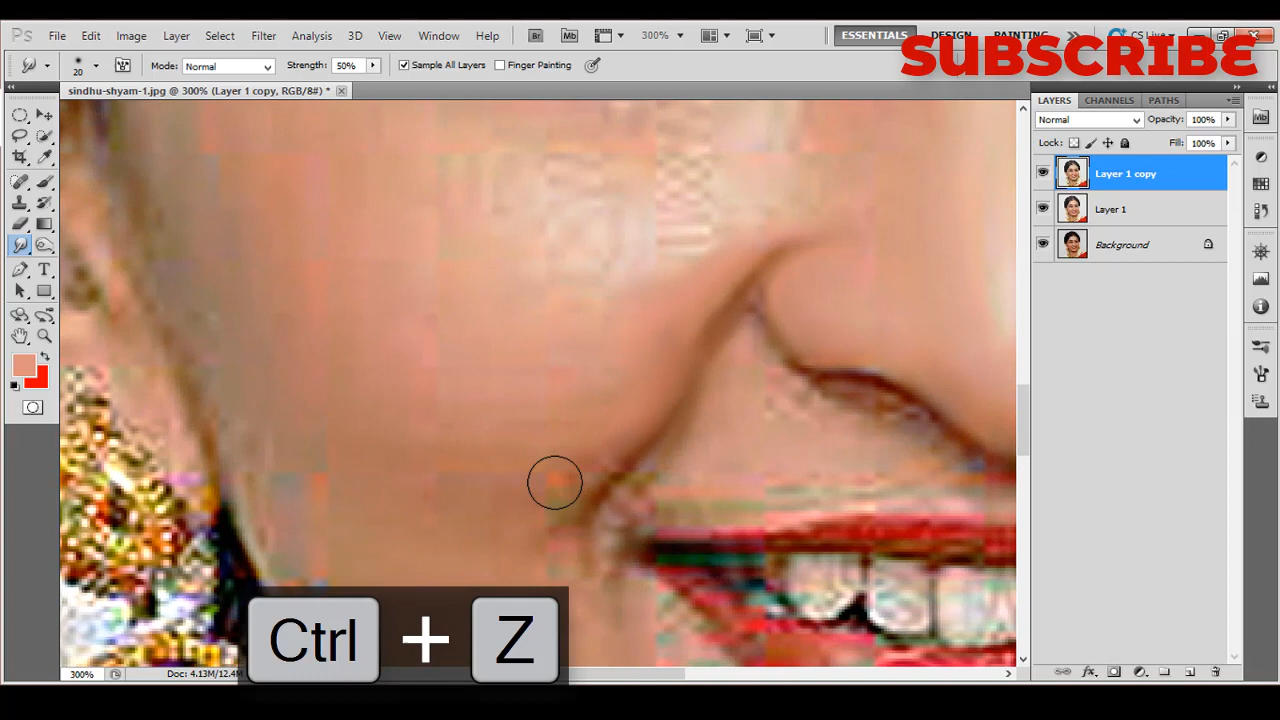 Ps File Edit Image Layer Select Filter Analysis 3D View Window Help Br Mb 300% ESSENTIALS DESIGN PAINTING CS Live
SUBSCRIBE
20 Mode: Normal Strength: 50% Sample All Layers Finger Painting
sindhu-shyam-1.jpg @ 300% (Layer 1 copy, RGB/8#) *
LAYERS CHANNELS PATHS
Normal Opacity: 100%
Lock: Fill: 100%
Layer 1 copy
Layer 1
Background
Mb
T
Ctrl + Z
300% Doc: 4.13M/12.4M
fx